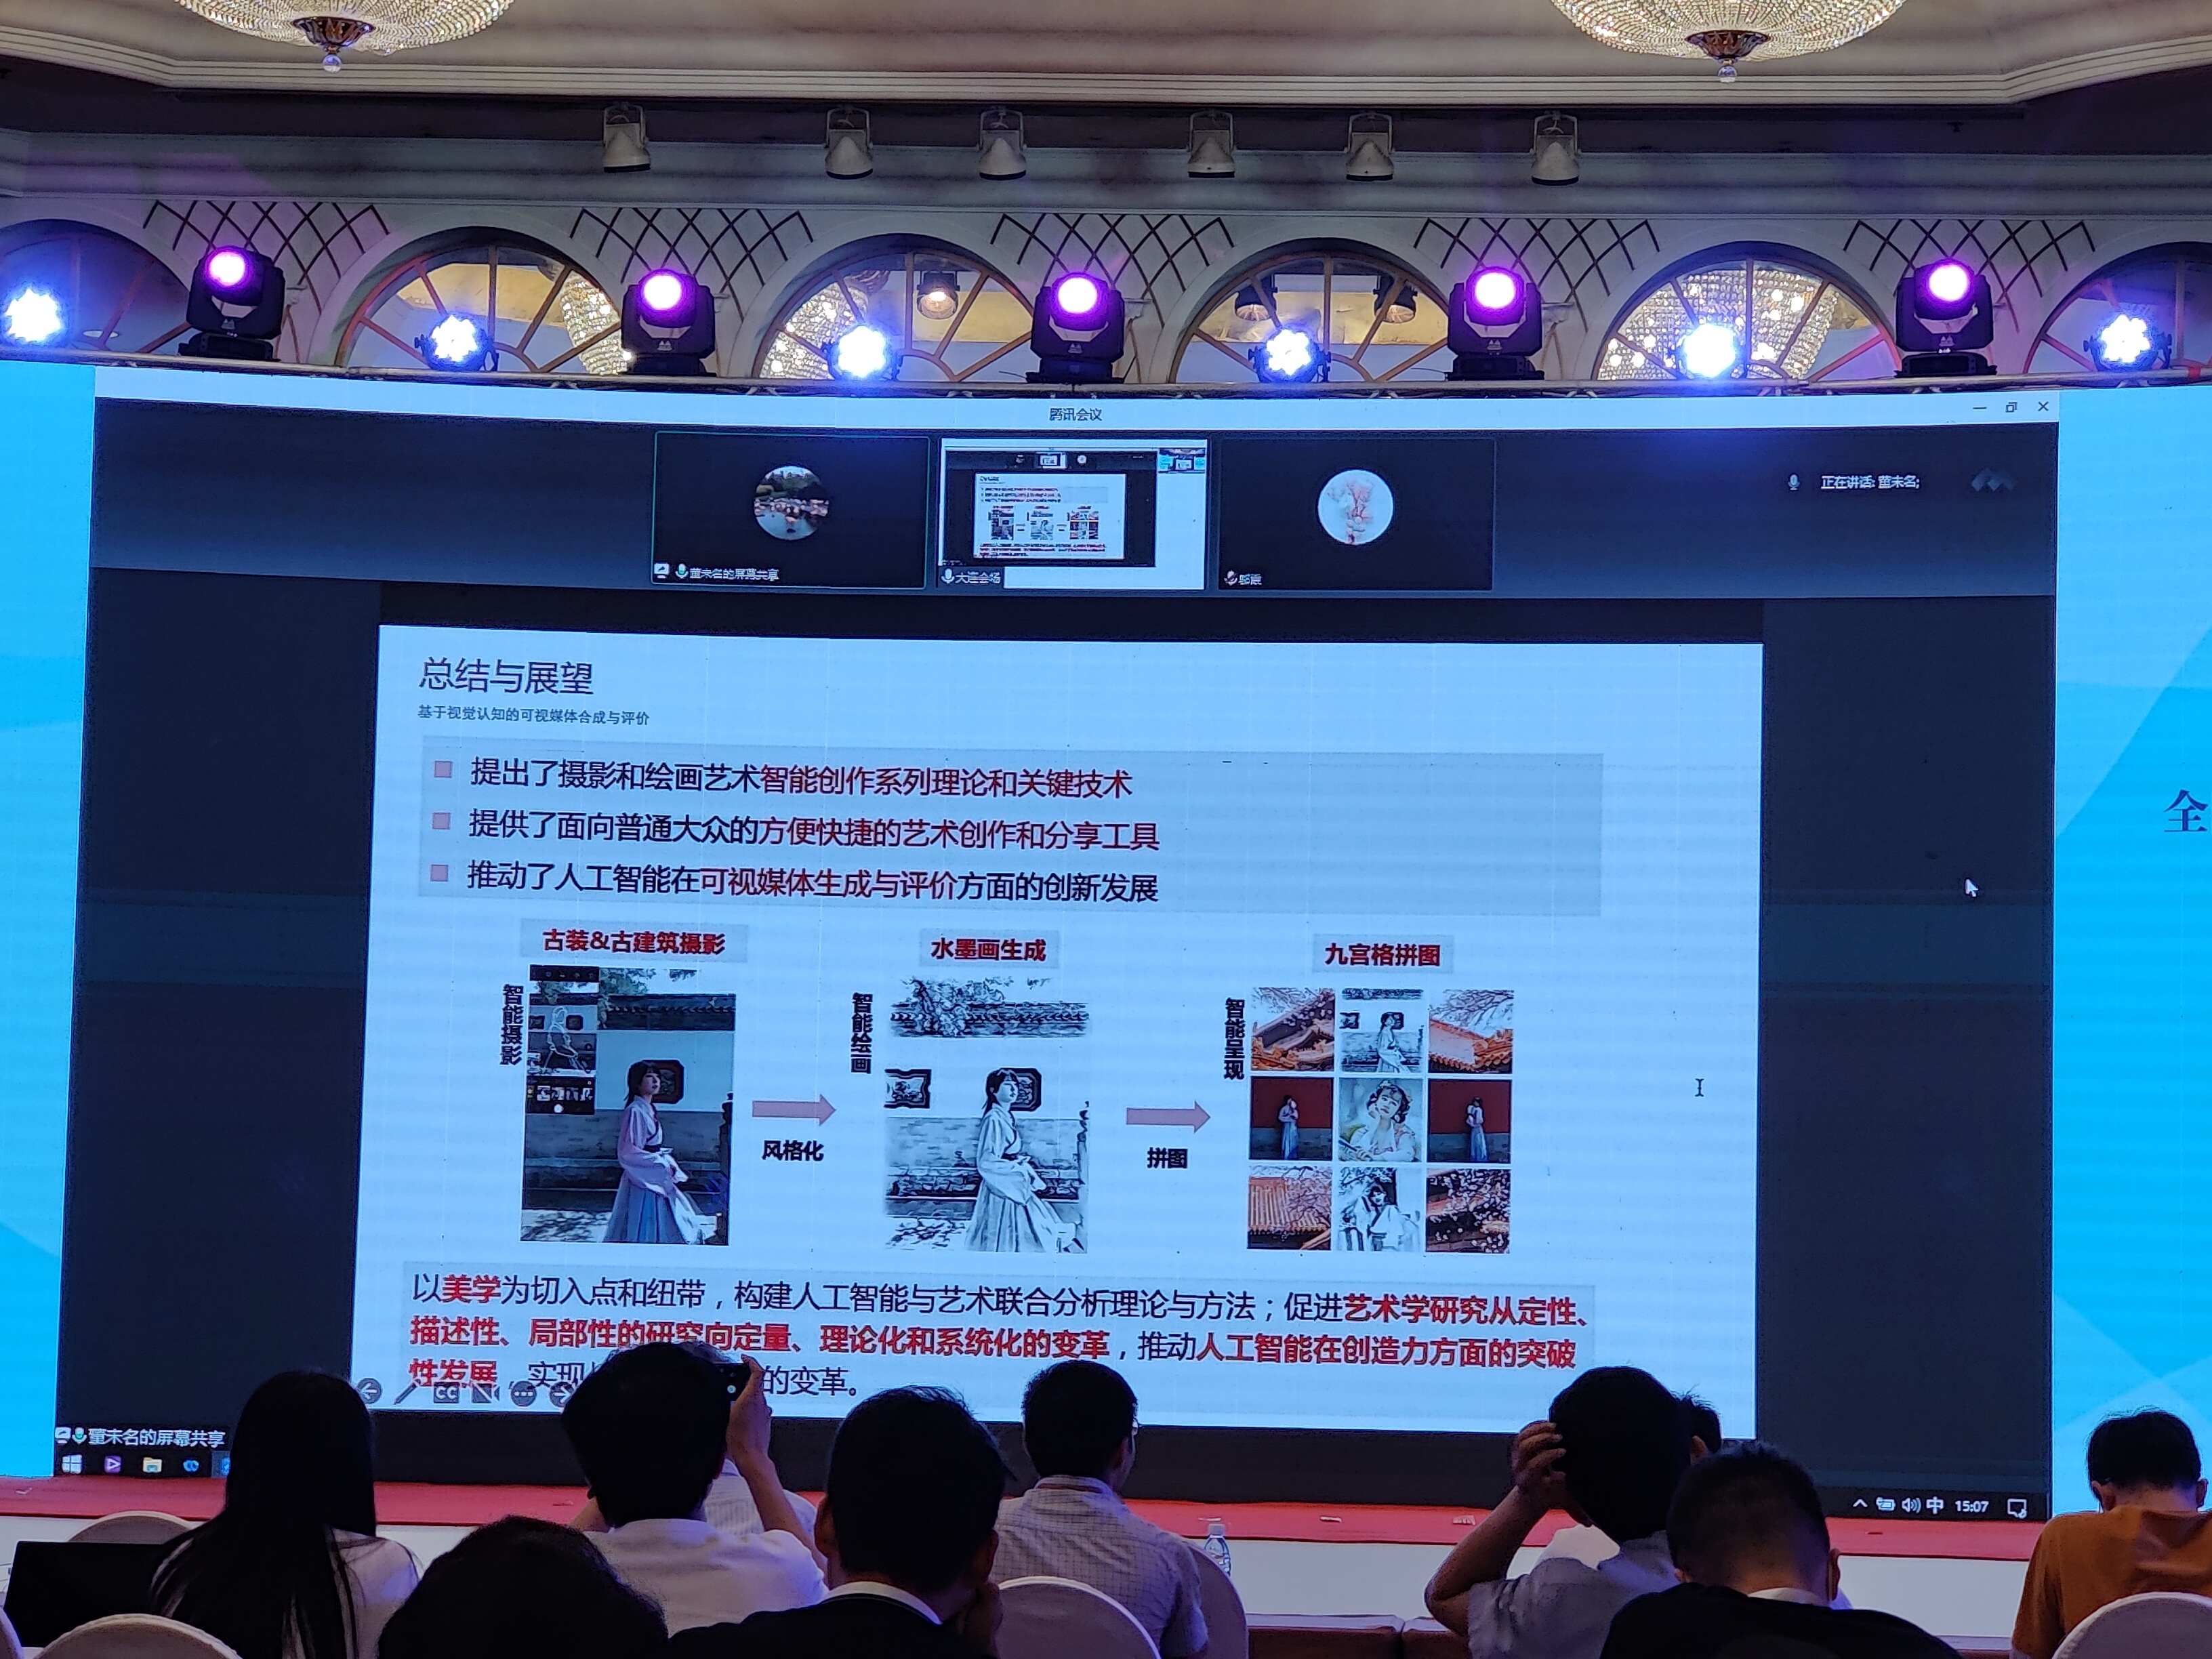 腾讯会议
正在讲话: 董未名;
董未名的屏幕共享
大连会场
总结与展望
基于视觉认知的可视媒体合成与评价
提出了摄影和绘画艺术智能创作系列理论和关键技术
提供了面向普通大众的方便快捷的艺术创作和分享工具
推动了人工智能在可视媒体生成与评价方面的创新发展
古装&古建筑摄影
水墨画生成
九宫格拼图
智能摄影
智能绘画
智能呈现
风格化
拼图
以美学为切入点和纽带，构建人工智能与艺术联合分析理论与方法；促进艺术学研究从定性、
描述性、局部性的研究向定量、理论化和系统化的变革，推动人工智能在创造力方面的突破
性发展，实现 的变革。
CC
董未名的屏幕共享
中 15:07
全